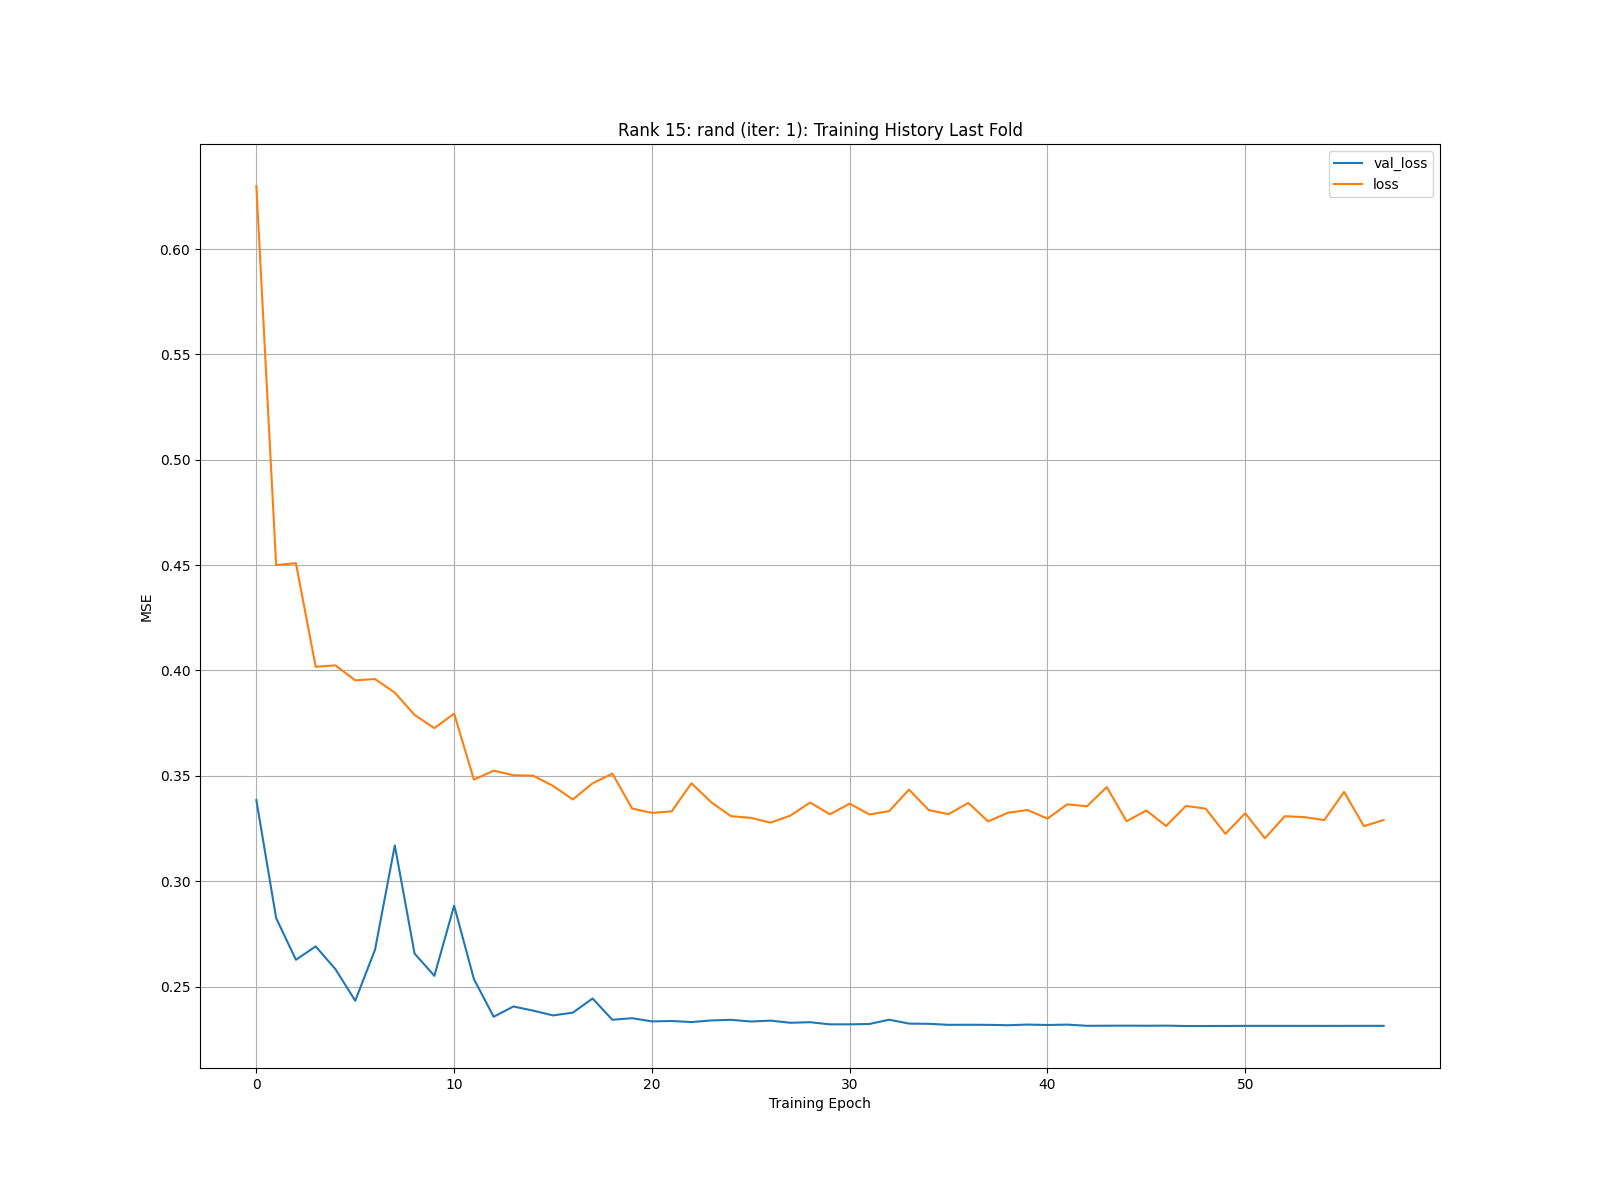 Rank 15: rand (iter: 1): Training History Last Fold
val_loss
loss
0.60
0.55
0.50
0.45
0.40
0.35
0.30
0.25
MSE
0 10 20 30 40 50
Training Epoch